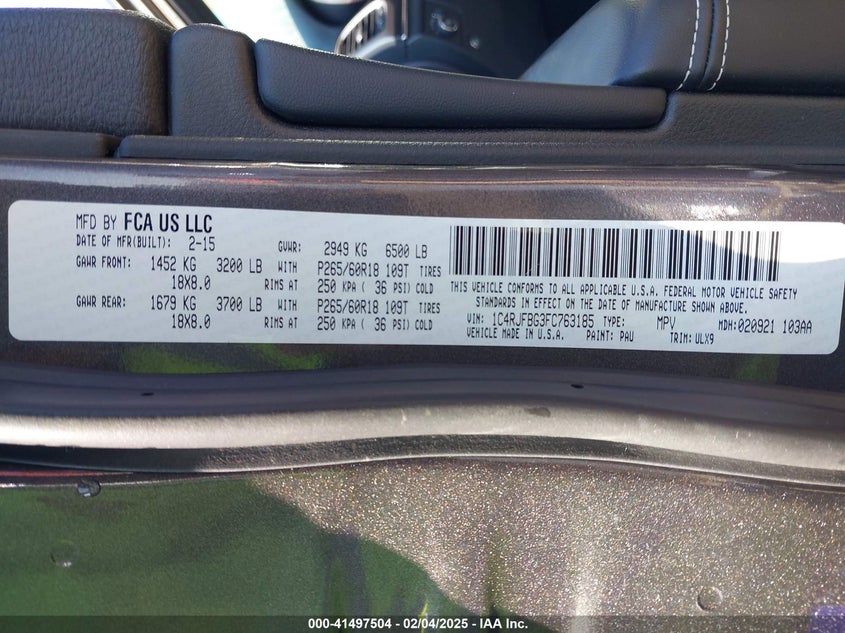 MFD BY FCA US LLC
DATE OF MFR(BUILT): 2-15 GVWR: 2949 KG 6500 LB
GAWR FRONT: 1452 KG 3200 LB WITH P265/60R18 109T TIRES
18X8.0 RIMS AT 250 KPA ( 36 PSI) COLD
GAWR REAR: 1679 KG 3700 LB WITH P265/60R18 109T TIRES
18X8.0 RIMS AT 250 KPA ( 36 PSI) COLD
THIS VEHICLE CONFORMS TO ALL APPLICABLE U.S.A. FEDERAL MOTOR VEHICLE SAFETY
STANDARDS IN EFFECT ON THE DATE OF MANUFACTURE SHOWN ABOVE.
VIN: 1C4RJFBG3FC763185 TYPE: MPV MDH:020921 103AA
VEHICLE MADE IN U.S.A. PAINT: PAU TRIM: ULX9
000-41497504 — 02/04/2025 — IAA Inc.